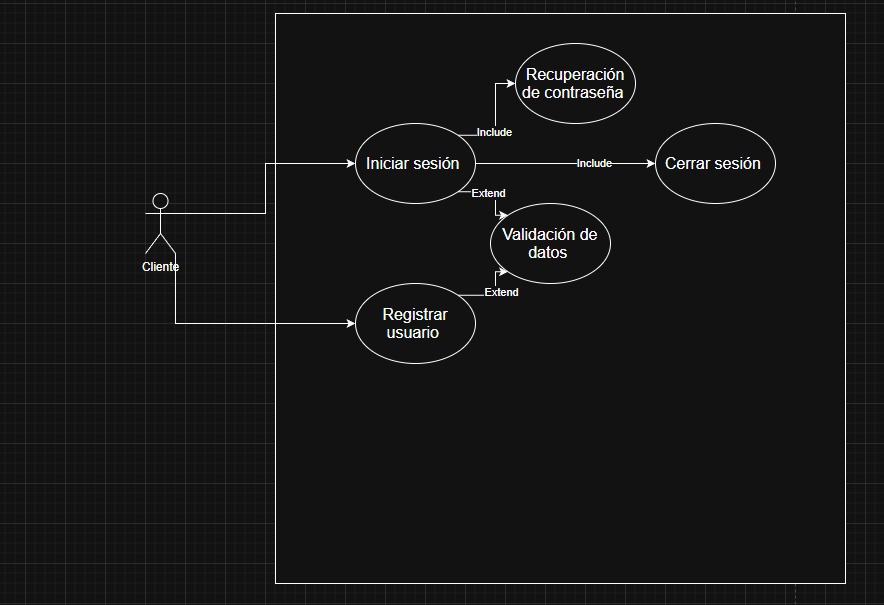 Recuperación
de contraseña
Include
Iniciar sesión
Include
Cerrar sesión
Extend
Validación de
datos
Cliente
Extend
Registrar
usuario